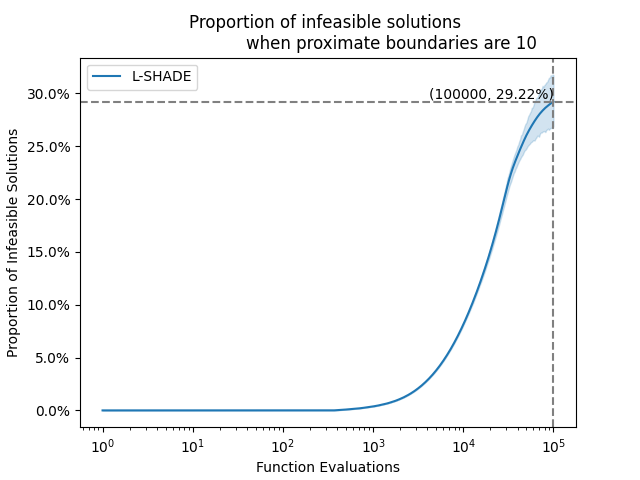 Proportion of infeasible solutions
when proximate boundaries are 10
L-SHADE
(100000, 29.22%)
30.0%
25.0%
20.0%
15.0%
10.0%
5.0%
0.0%
Proportion of Infeasible Solutions
10⁰ 10¹ 10² 10³ 10⁴ 10⁵
Function Evaluations